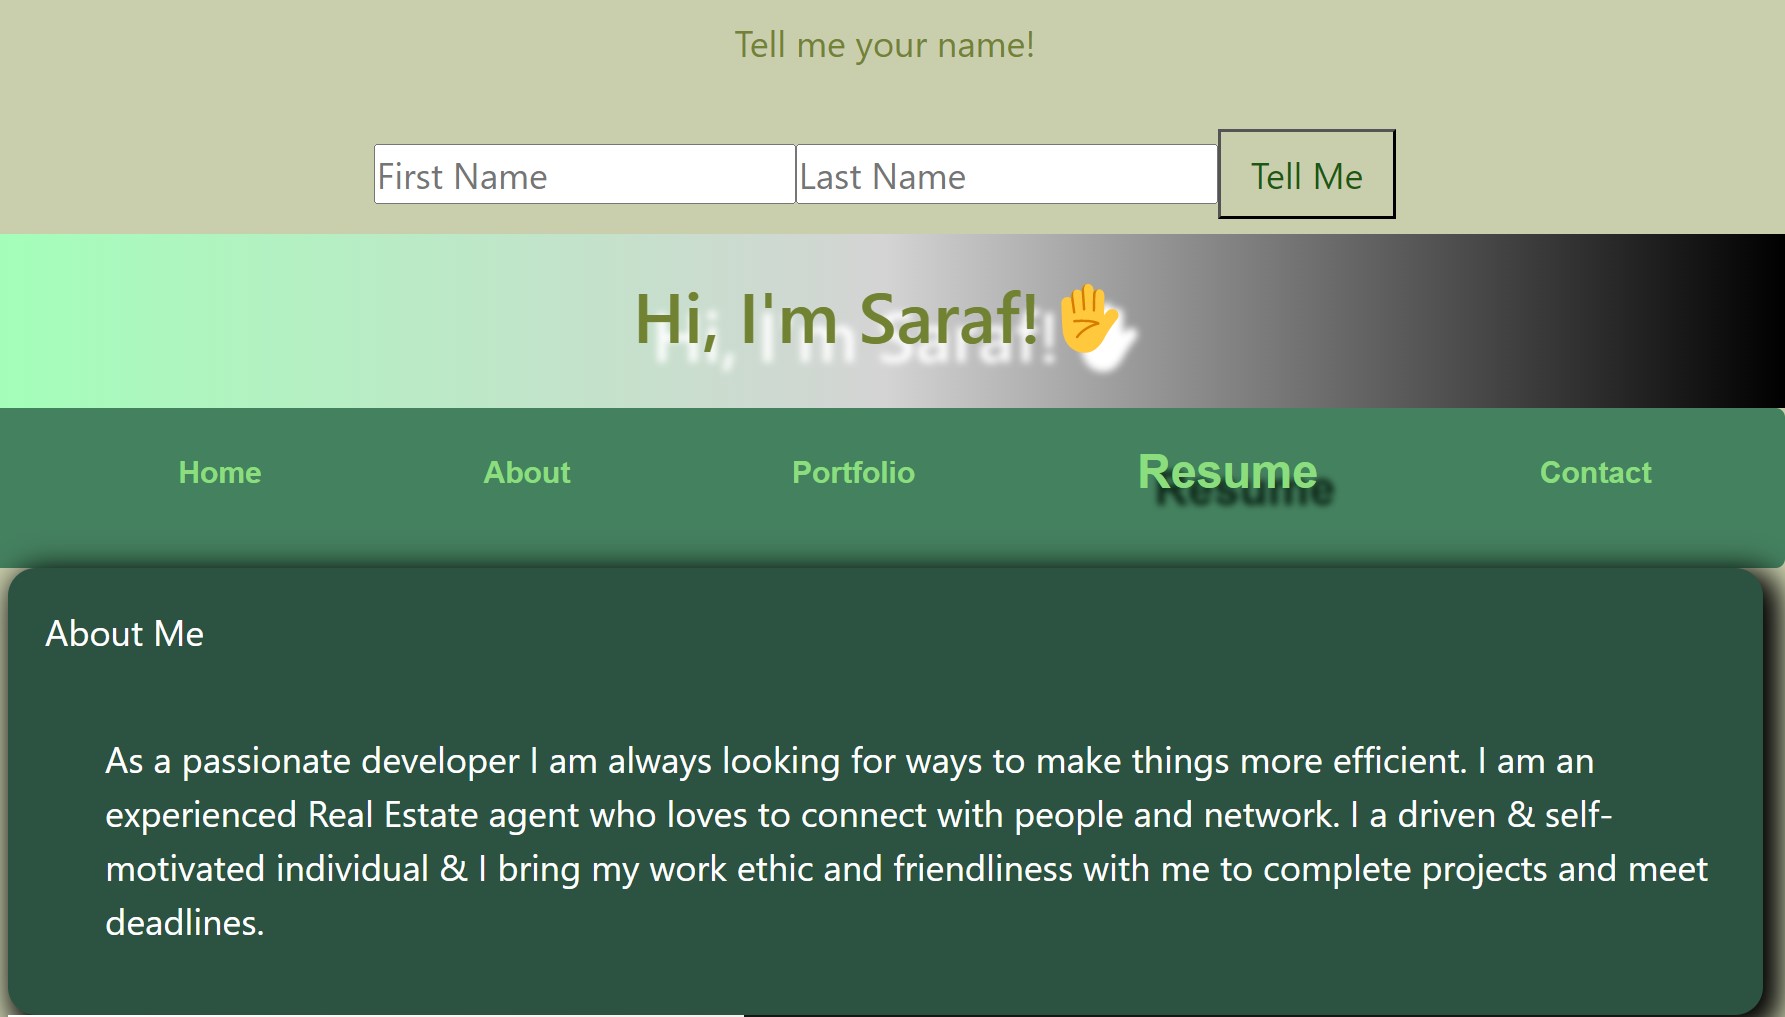 Tell me your name!
First Name Last Name Tell Me
Hi, I'm Saraf!🤚
Home About Portfolio Resume Contact
About Me
As a passionate developer I am always looking for ways to make things more efficient. I am an
experienced Real Estate agent who loves to connect with people and network. I a driven & self-
motivated individual & I bring my work ethic and friendliness with me to complete projects and meet
deadlines.